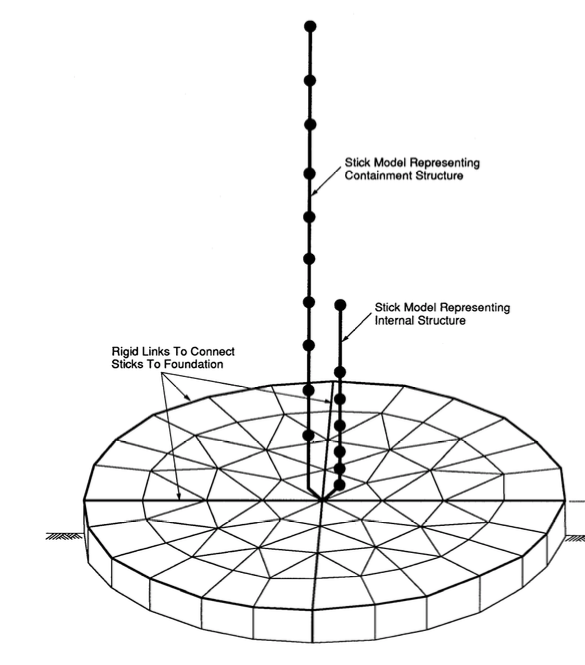 Stick Model Representing
Containment Structure
Stick Model Representing
Internal Structure
Rigid Links To Connect
Sticks To Foundation